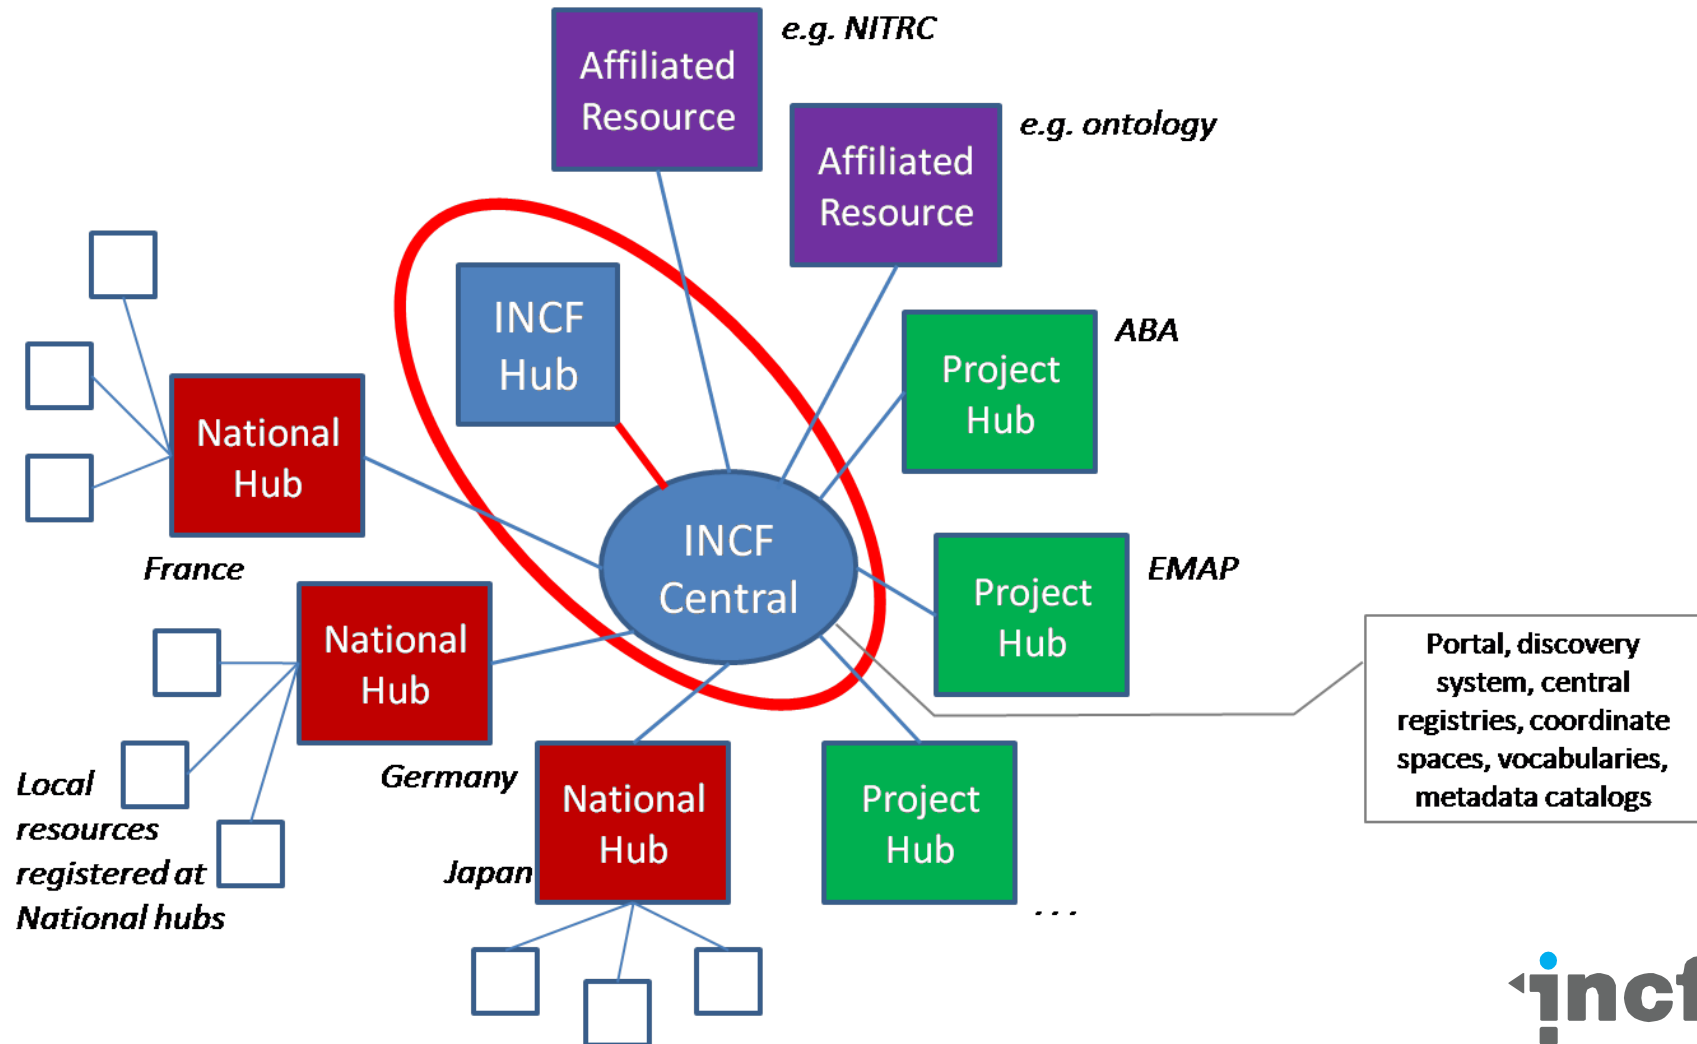 e.g. NITRC
Affiliated
Resource
e.g. ontology
Affiliated
Resource
INCF
Hub
ABA
Project
Hub
National
Hub
France
INCF
Central
EMAP
Project
Hub
National
Hub
Germany
Portal, discovery
system, central
registries, coordinate
spaces, vocabularies,
metadata catalogs
Local
resources
registered at
National hubs
National
Hub
Japan
Project
Hub
...
incf